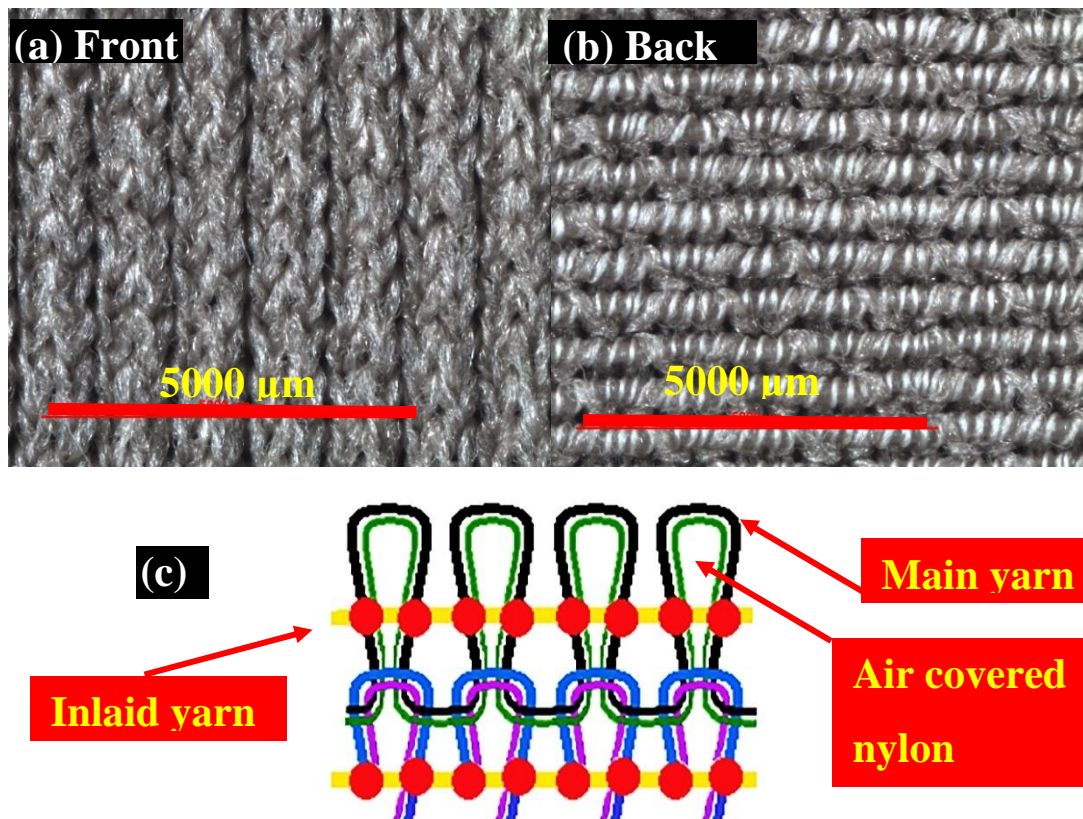 (a) Front
(b) Back
5000 µm
5000 µm
(c)
Main yarn
Inlaid yarn
Air covered
nylon